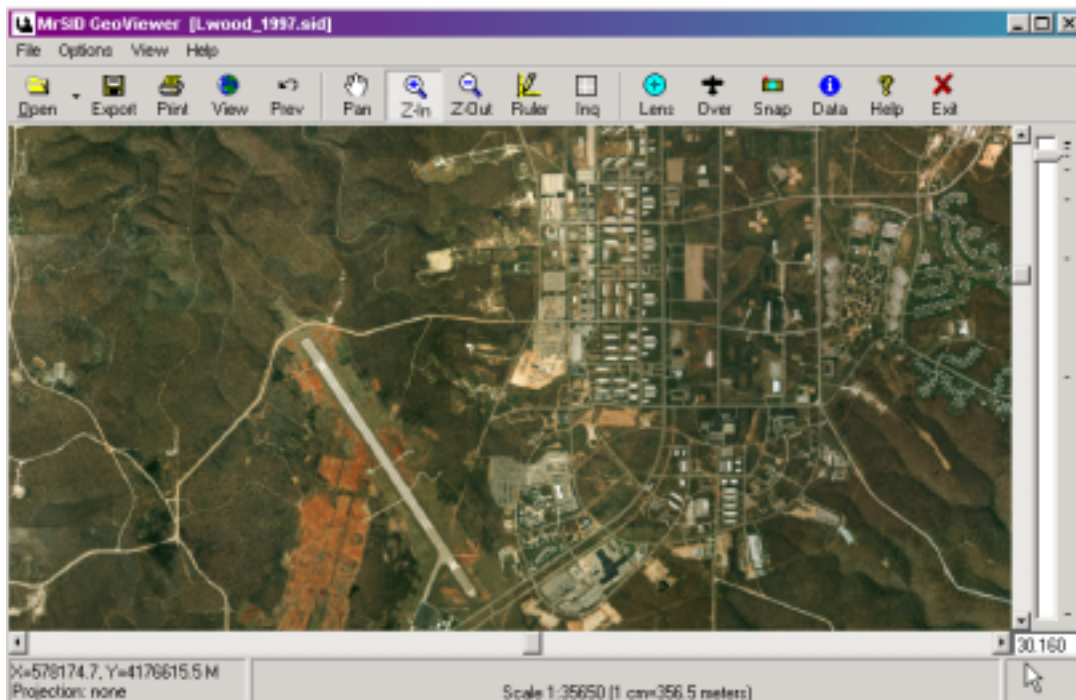 MrSID GeoViewer [Lwood_1997.sid]
File Options View Help
Open Export Print View Prev Pan Z-In Z-Out Ruler Inq Lens Over Snap Data Help Exit
30.160
X=578174.7, Y=4176615.5 M
Projection: none
Scale 1:35650 (1 cm=356.5 meters)